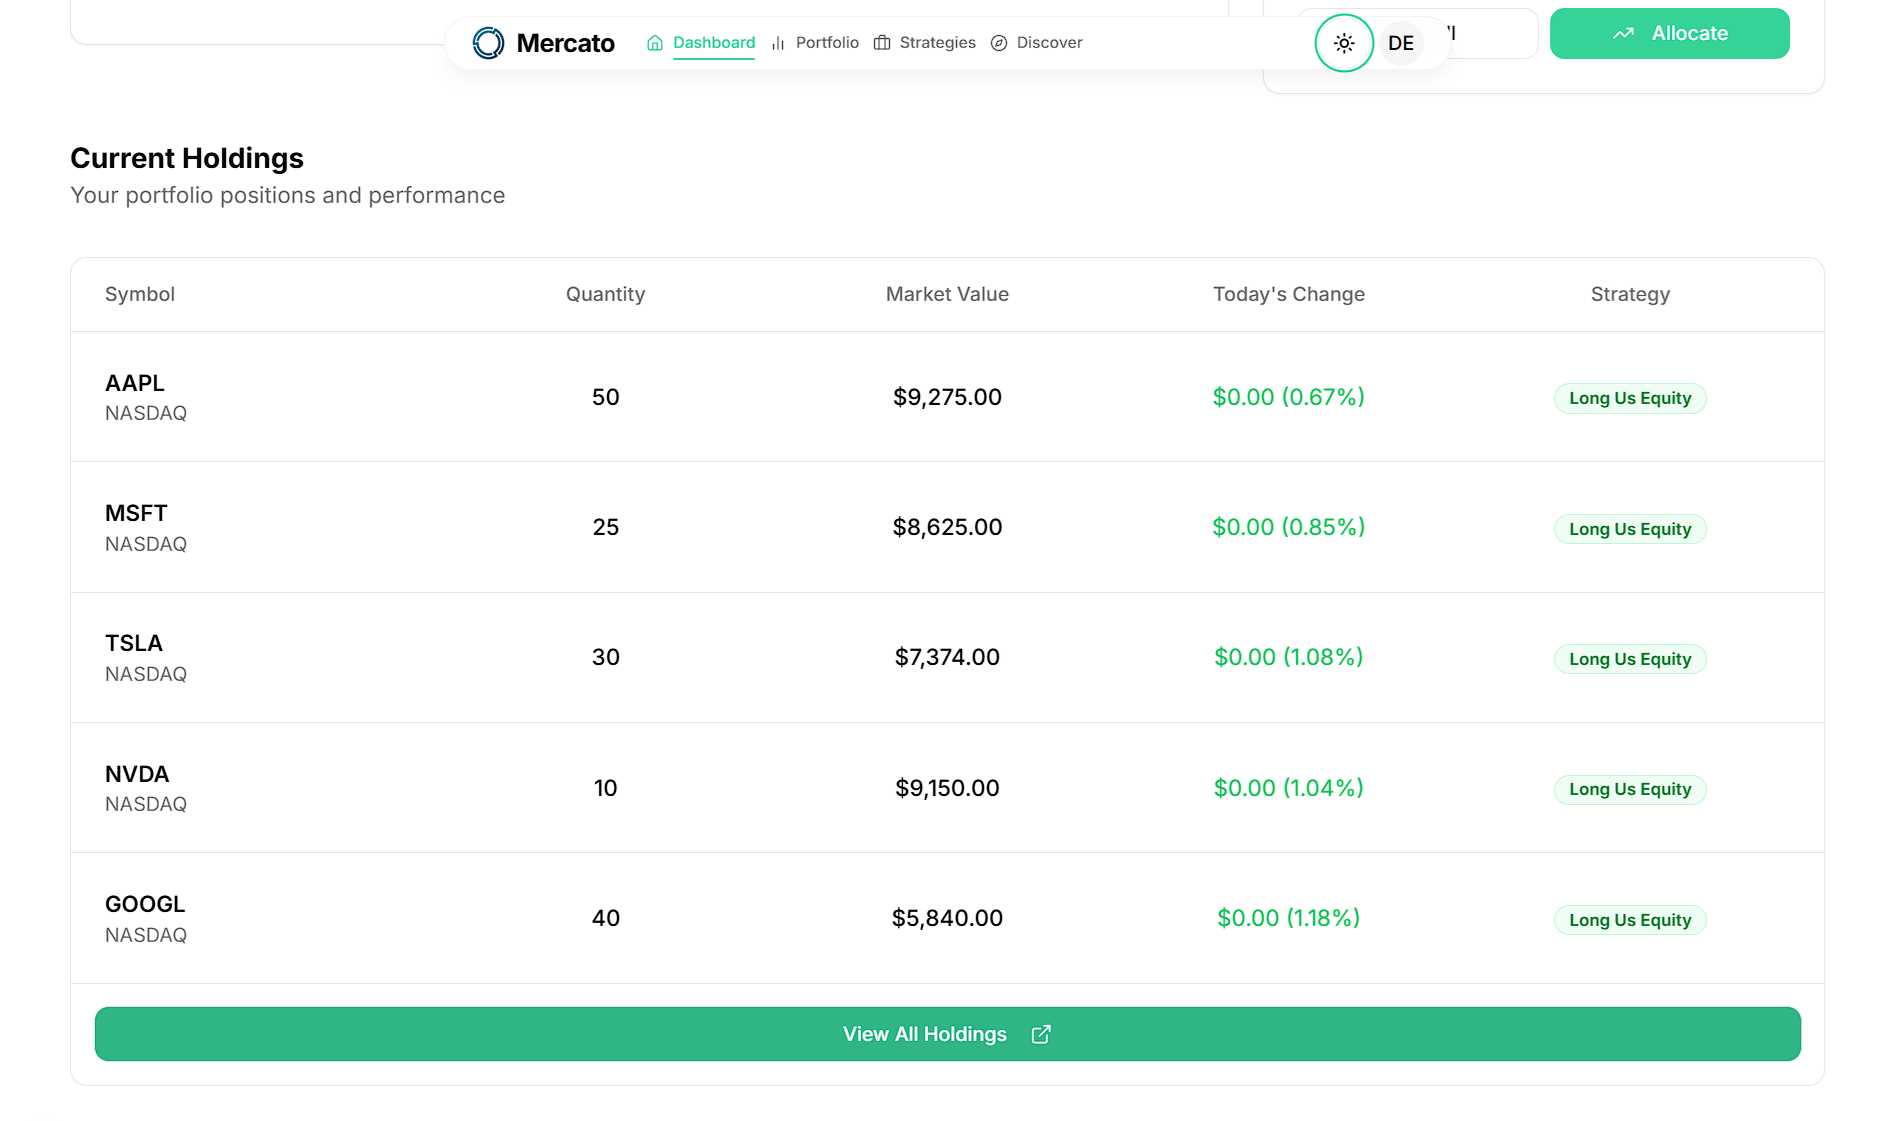 Mercato
Dashboard
Portfolio
Strategies
Discover
DE
Allocate
Current Holdings
Your portfolio positions and performance
Symbol Quantity Market Value Today's Change Strategy
AAPL
NASDAQ
50 $9,275.00 $0.00 (0.67%) Long Us Equity
MSFT
NASDAQ
25 $8,625.00 $0.00 (0.85%) Long Us Equity
TSLA
NASDAQ
30 $7,374.00 $0.00 (1.08%) Long Us Equity
NVDA
NASDAQ
10 $9,150.00 $0.00 (1.04%) Long Us Equity
GOOGL
NASDAQ
40 $5,840.00 $0.00 (1.18%) Long Us Equity
View All Holdings